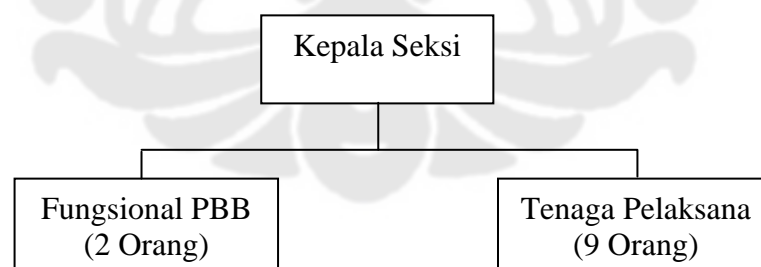 Kepala Seksi
Fungsional PBB
(2 Orang)
Tenaga Pelaksana
(9 Orang)